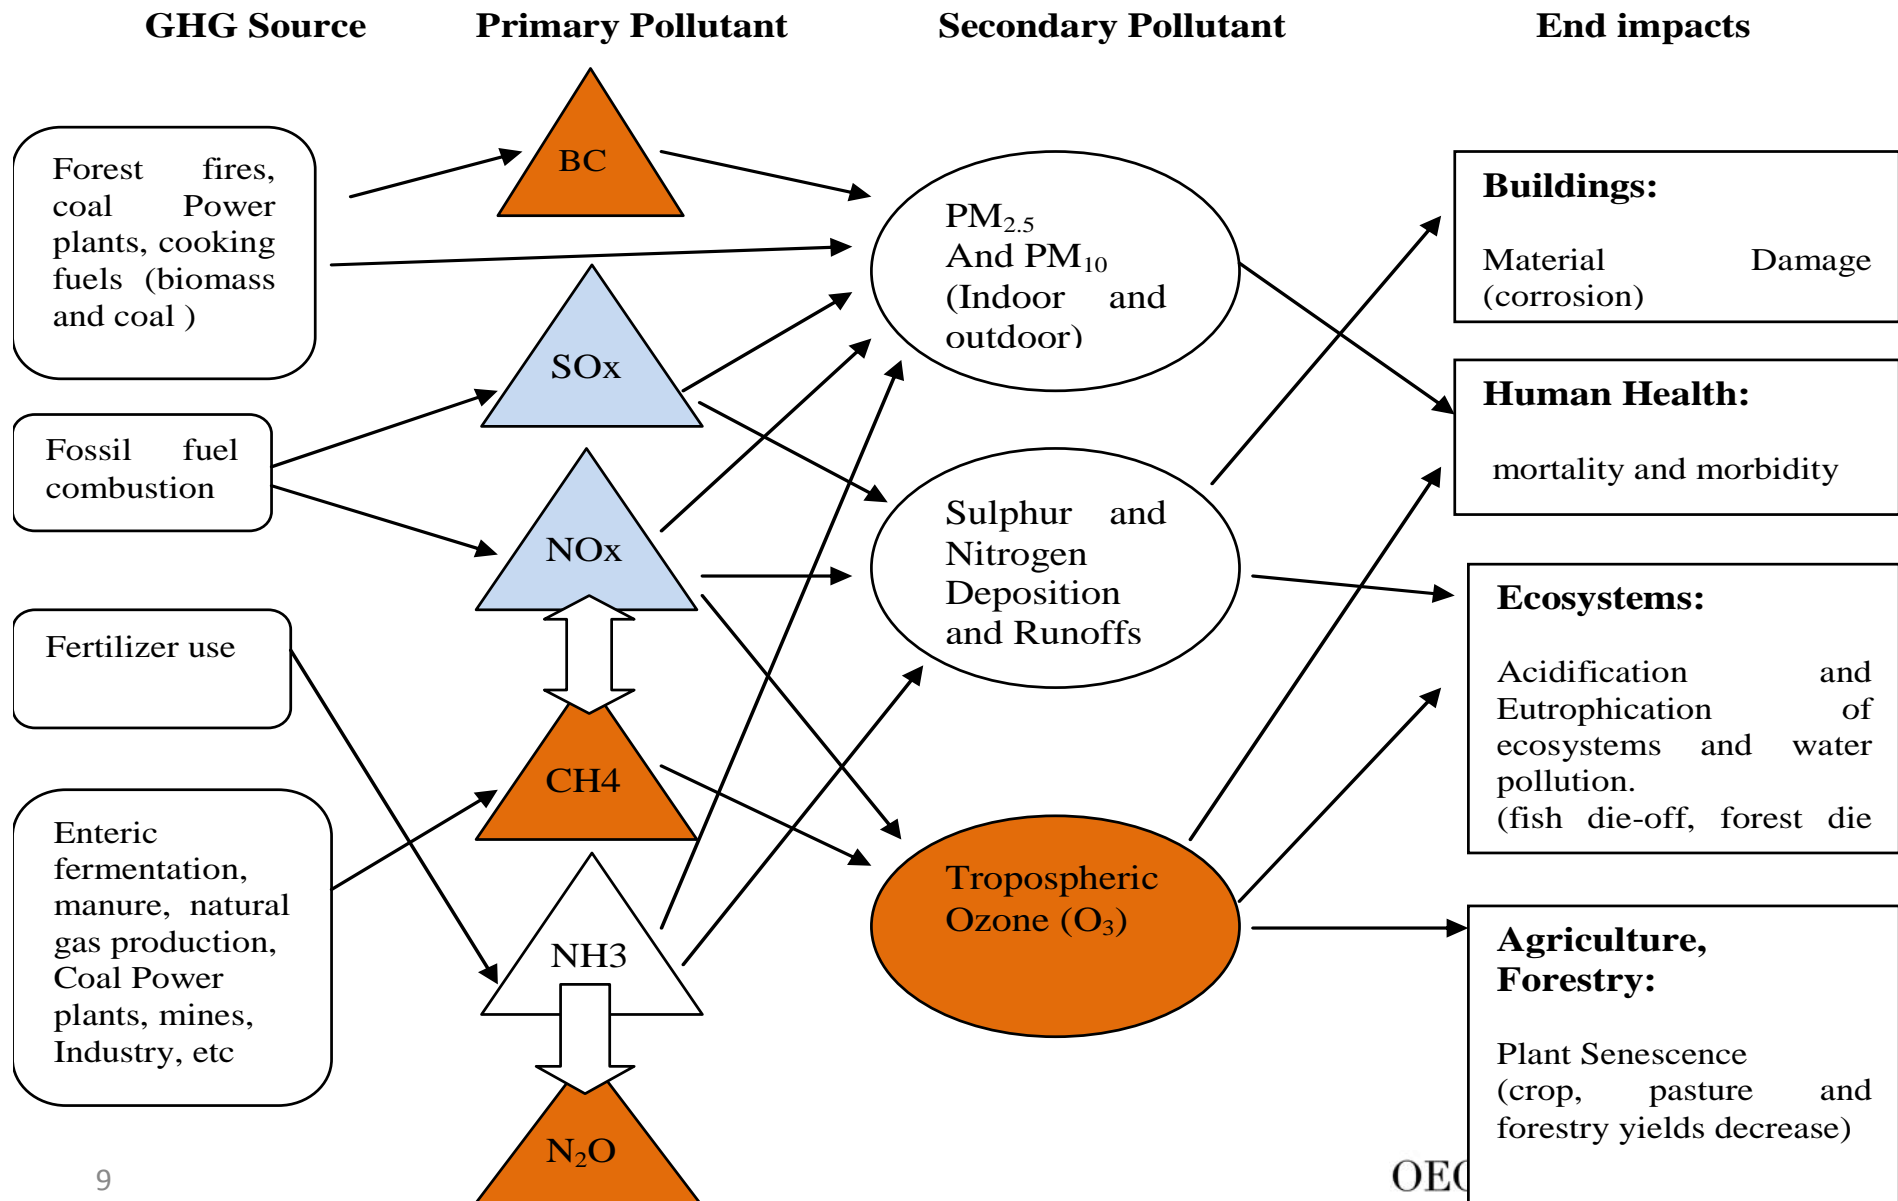 GHG Source
Primary Pollutant
Secondary Pollutant
End impacts
Forest fires,
coal Power
plants, cooking
fuels (biomass
and coal )
Fossil fuel
combustion
Fertilizer use
Enteric
fermentation,
manure, natural
gas production,
Coal Power
plants, mines,
Industry, etc
BC
SOx
NOx
CH4
NH3
N₂O
PM₂.₅
And PM₁₀
(Indoor and
outdoor)
Sulphur and
Nitrogen
Deposition
and Runoffs
Tropospheric
Ozone (O₃)
Buildings:
Material Damage
(corrosion)
Human Health:
mortality and morbidity
Ecosystems:
Acidification and
Eutrophication of
ecosystems and water
pollution.
(fish die-off, forest die
Agriculture,
Forestry:
Plant Senescence
(crop, pasture and
forestry yields decrease)
9